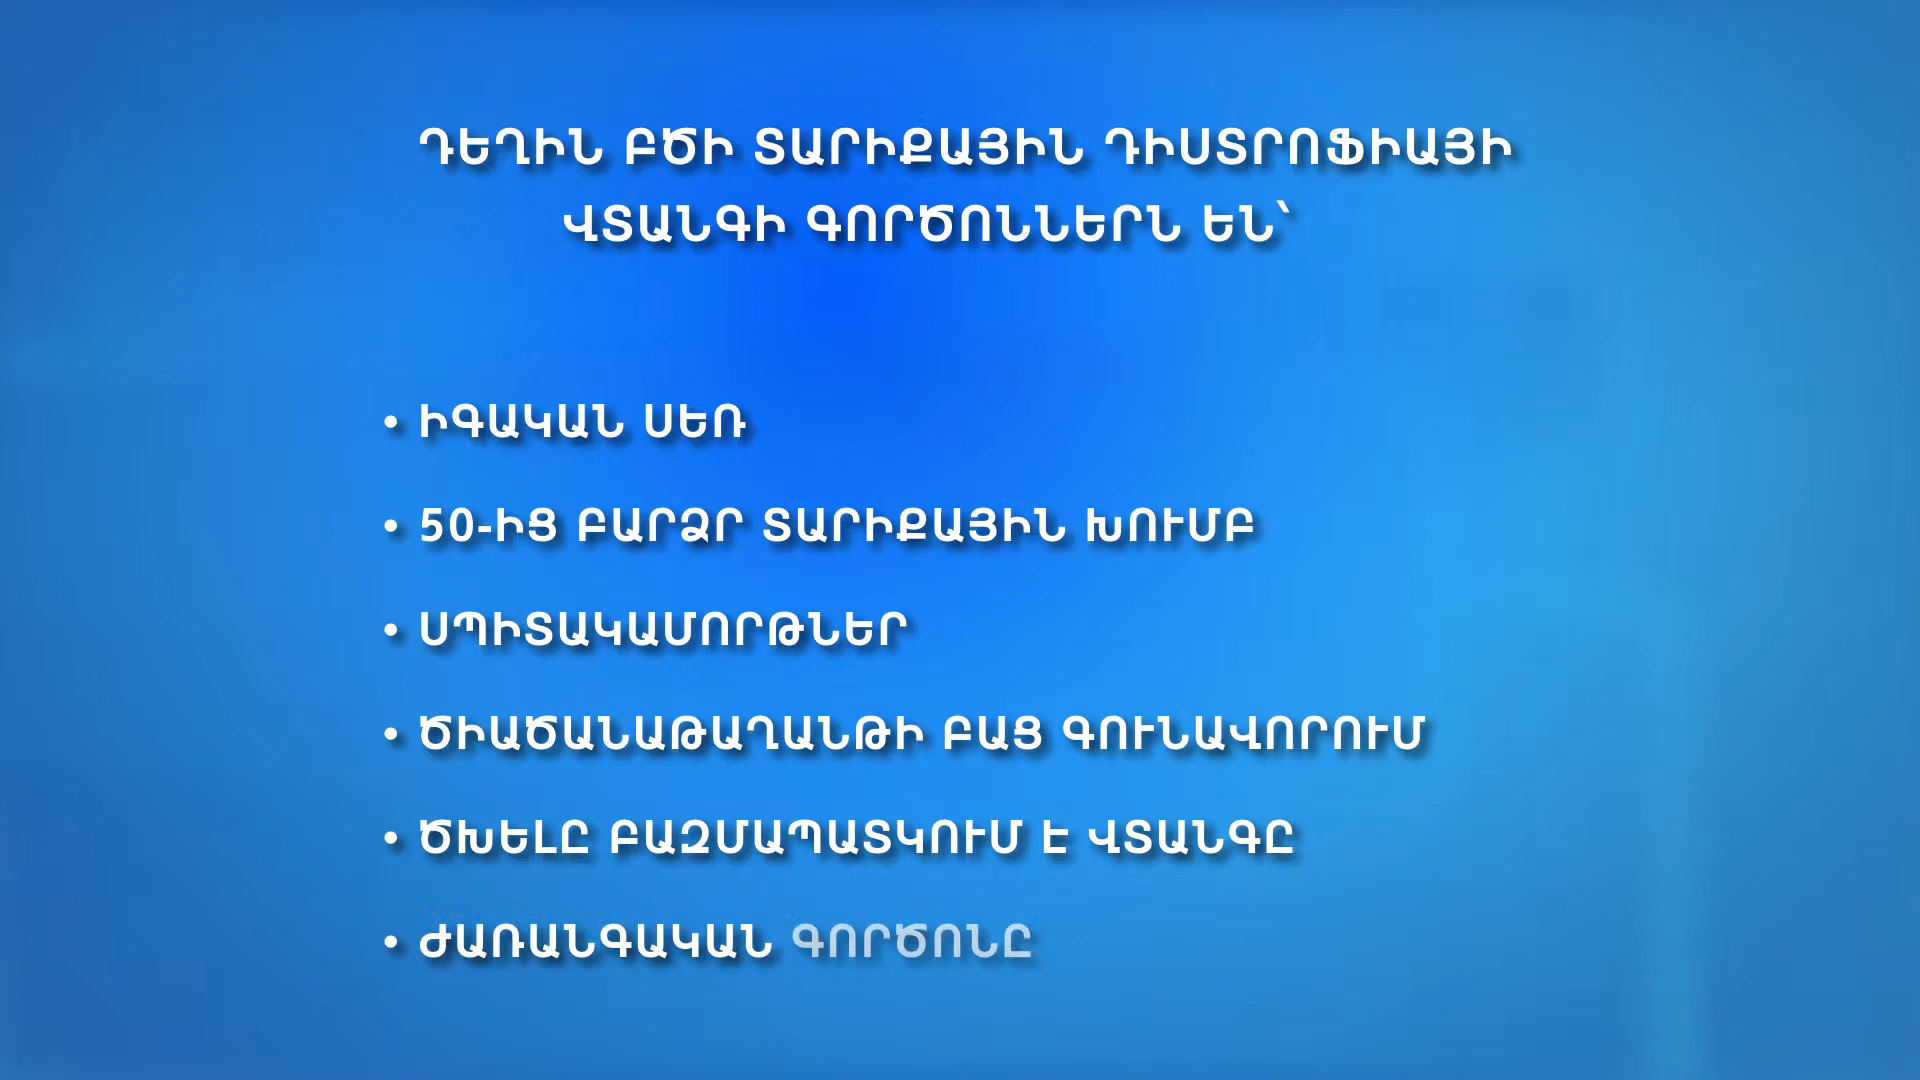 ԴԵՂԻՆ ԲԾԻ ՏԱՐԻՔԱՅԻՆ ԴԻՍՏՐՈՖԻԱՅԻ
ՎՏԱՆԳԻ ԳՈՐԾՈՆՆԵՐՆ ԵՆ՝
• ԻԳԱԿԱՆ ՍԵՌ
• 50-ԻՑ ԲԱՐՁՐ ՏԱՐԻՔԱՅԻՆ ԽՈՒՄԲ
• ՍՊԻՏԱԿԱՄՈՐԹՆԵՐ
• ԾԻԱԾԱՆԱԹԱՂԱՆԹԻ ԲԱՑ ԳՈՒՆԱՎՈՐՈՒՄ
• ԾԽԵԼԸ ԲԱԶՄԱՊԱՏԿՈՒՄ Է ՎՏԱՆԳԸ
• ԺԱՌԱՆԳԱԿԱՆ ԳՈՐԾՈՆԸ